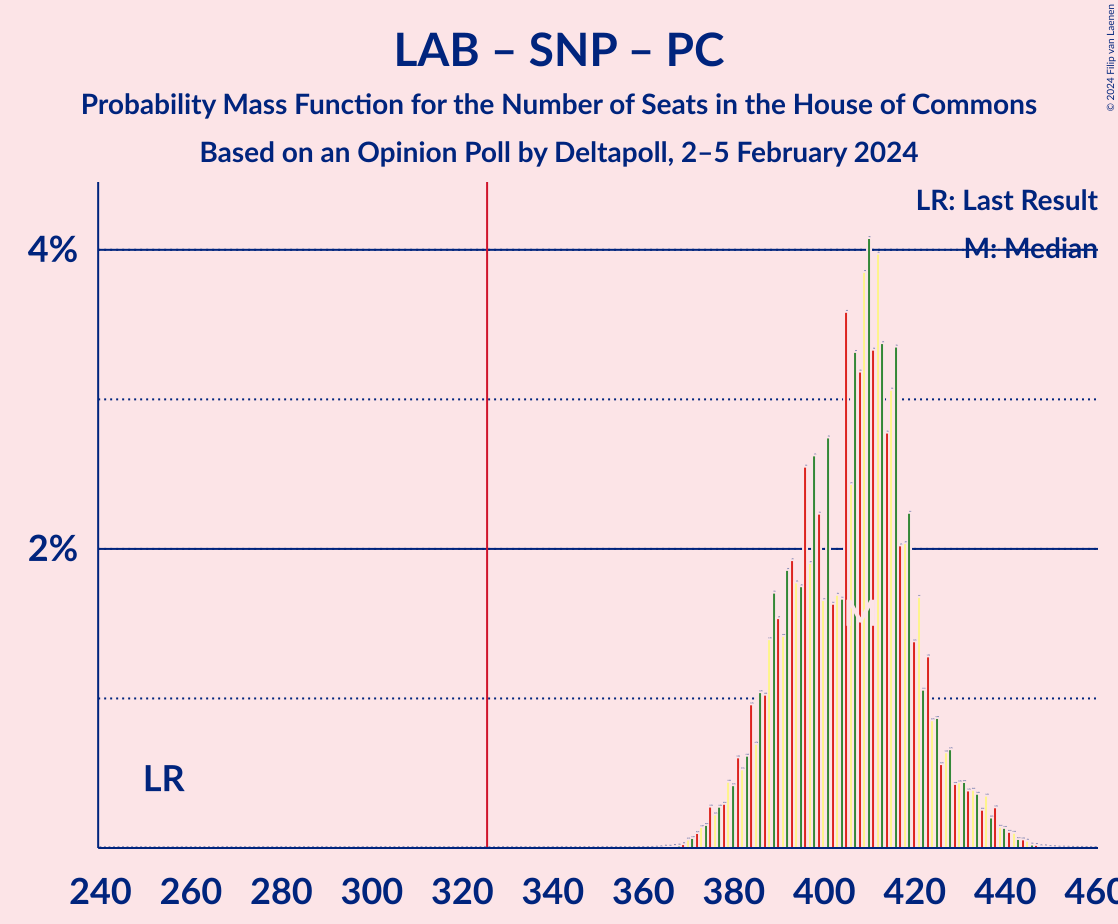 LAB – SNP – PC
Probability Mass Function for the Number of Seats in the House of Commons
Based on an Opinion Poll by Deltapoll, 2–5 February 2024
© 2024 Filip van Laenen
LR: Last Result
M: Median
4%
2%
LR
M
240 260 280 300 320 340 360 380 400 420 440 460